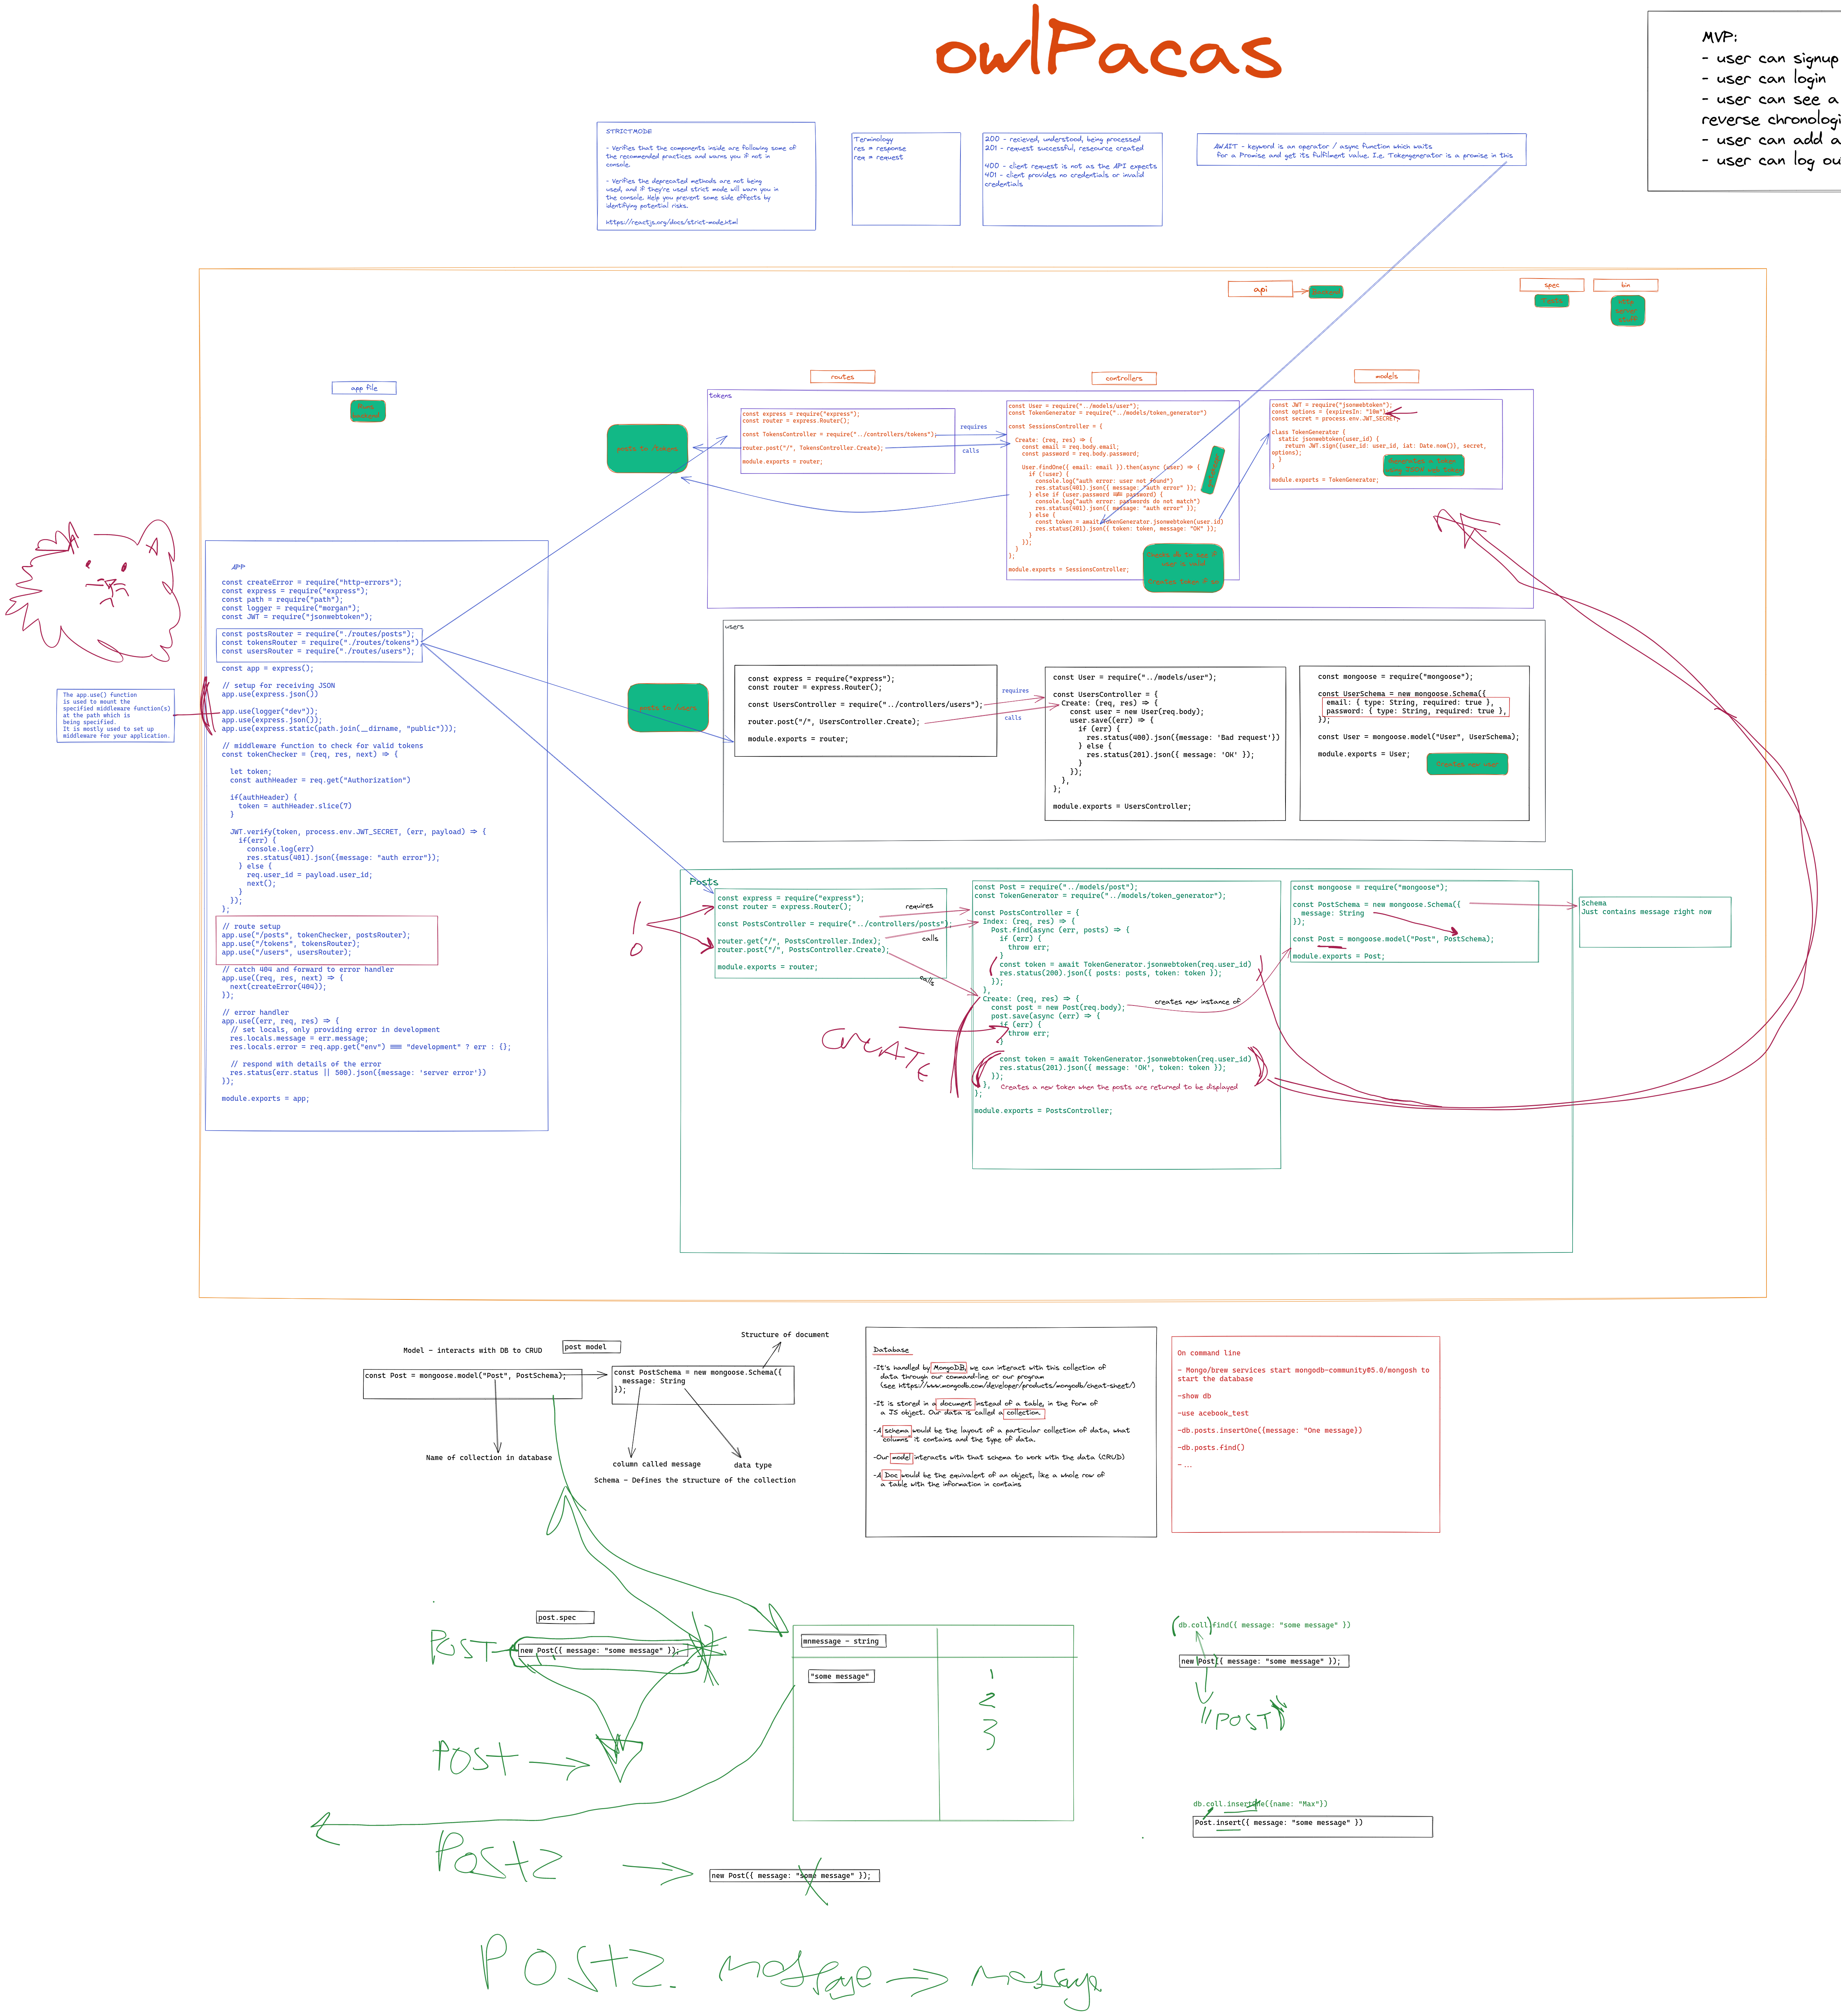 owlPacas
MVP:
- user can signup
- user can login
- user can see a
reverse chronologi
- user can add a
- user can log ou
STRICTMODE
- Verifies that the components inside are following some of
the recommended practices and warns you if not in
console.
- Verifies the deprecated methods are not being
used, and if they're used strict mode will warn you in
the console. Help you prevent some side effects by
identifying potential risks.
https://reactjs.org/docs/strict-mode.html
Terminology
res = response
req = request
200 - recieved, understood, being processed
201 - request successful, resource created
400 - client request is not as the API expects
401 - client provides no credentials or invalid
credentials
AWAIT - keyword is an operator / async function which waits
for a Promise and get its fulfilment value. I.e. Tokengenerator is a promise in this
api
spec
Tests
bin
app file
routes
controllers
models
tokens
posts to /tokens
const express = require("express");
const router = express.Router();
const TokensController = require("../controllers/tokens");
router.post("/", TokensController.Create);
module.exports = router;
requires
calls
const User = require("../models/user");
const TokenGenerator = require("../models/token_generator")
const SessionsController = {
Create: (req, res) => {
const email = req.body.email;
const password = req.body.password;
User.findOne({ email: email }).then(async (user) => {
if (!user) {
console.log("auth error: user not found")
res.status(401).json({ message: "auth error" });
} else if (user.password !== password) {
console.log("auth error: passwords do not match")
res.status(401).json({ message: "auth error" });
} else {
const token = await TokenGenerator.jsonwebtoken(user.id)
res.status(201).json({ token: token, message: "OK" });
}
});
}
};
module.exports = SessionsController;
const JWT = require("jsonwebtoken");
const options = {expiresIn: "10m"}
const secret = process.env.JWT_SECRET;
class TokenGenerator {
static jsonwebtoken(user_id) {
return JWT.sign({user_id: user_id, iat: Date.now()}, secret,
options);
}
}
module.exports = TokenGenerator;
Generates a token
using JSON web token
APP
const createError = require("http-errors");
const express = require("express");
const path = require("path");
const logger = require("morgan");
const JWT = require("jsonwebtoken");
const postsRouter = require("./routes/posts");
const tokensRouter = require("./routes/tokens");
const usersRouter = require("./routes/users");
const app = express();
// setup for receiving JSON
app.use(express.json())
app.use(logger("dev"));
app.use(express.json());
app.use(express.static(path.join(__dirname, "public")));
// middleware function to check for valid tokens
const tokenChecker = (req, res, next) => {
let token;
const authHeader = req.get("Authorization")
if(authHeader) {
token = authHeader.slice(7)
}
JWT.verify(token, process.env.JWT_SECRET, (err, payload) => {
if(err) {
console.log(err)
res.status(401).json({message: "auth error"});
} else {
req.user_id = payload.user_id;
next();
}
});
};
// route setup
app.use("/posts", tokenChecker, postsRouter);
app.use("/tokens", tokensRouter);
app.use("/users", usersRouter);
// catch 404 and forward to error handler
app.use((req, res, next) => {
next(createError(404));
});
// error handler
app.use((err, req, res) => {
// set locals, only providing error in development
res.locals.message = err.message;
res.locals.error = req.app.get("env") === "development" ? err : {};
// respond with details of the error
res.status(err.status || 500).json({message: 'server error'})
});
module.exports = app;
The app.use() function
is used to mount the
specified middleware function(s)
at the path which is
being specified.
It is mostly used to set up
middleware for your application.
users
posts to /users
const express = require("express");
const router = express.Router();
const UsersController = require("../controllers/users");
router.post("/", UsersController.Create);
module.exports = router;
requires
calls
const User = require("../models/user");
const UsersController = {
Create: (req, res) => {
const user = new User(req.body);
user.save((err) => {
if (err) {
res.status(400).json({message: 'Bad request'})
} else {
res.status(201).json({ message: 'OK' });
}
});
},
};
module.exports = UsersController;
const mongoose = require("mongoose");
const UserSchema = new mongoose.Schema({
email: { type: String, required: true },
password: { type: String, required: true },
});
const User = mongoose.model("User", UserSchema);
module.exports = User;
Creates new user
Posts
const express = require("express");
const router = express.Router();
const PostsController = require("../controllers/posts");
router.get("/", PostsController.Index);
router.post("/", PostsController.Create);
module.exports = router;
requires
calls
calls
const Post = require("../models/post");
const TokenGenerator = require("../models/token_generator");
const PostsController = {
Index: (req, res) => {
Post.find(async (err, posts) => {
if (err) {
throw err;
}
const token = await TokenGenerator.jsonwebtoken(req.user_id)
res.status(200).json({ posts: posts, token: token });
});
},
Create: (req, res) => {
const post = new Post(req.body);
post.save(async (err) => {
if (err) {
throw err;
}
const token = await TokenGenerator.jsonwebtoken(req.user_id)
res.status(201).json({ message: 'OK', token: token });
});
},
Creates a new token when the posts are returned to be displayed
};
module.exports = PostsController;
CREATE
creates new instance of
const mongoose = require("mongoose");
const PostSchema = new mongoose.Schema({
message: String
});
const Post = mongoose.model("Post", PostSchema);
module.exports = Post;
Schema
Just contains message right now
Model - interacts with DB to CRUD
post model
Structure of document
const Post = mongoose.model("Post", PostSchema);
const PostSchema = new mongoose.Schema({
message: String
});
Name of collection in database
column called message
data type
Schema - Defines the structure of the collection
Database
-It's handled by MongoDB, we can interact with this collection of
data through our command-line or our program
(see https://www.mongodb.com/developer/products/mongodb/cheat-sheet/)
-It is stored in a document instead of a table, in the form of
a JS object. Our data is called a collection.
-A schema would be the layout of a particular collection of data, what
"columns" it contains and the type of data.
-Our model interacts with that schema to work with the data (CRUD)
-A Doc would be the equivalent of an object, like a whole row of
a table with the information in contains
On command line
- Mongo/brew services start mongodb-community@5.0/mongosh to
start the database
-show db
-use acebook_test
-db.posts.insertOne({message: "One message})
-db.posts.find()
- ...
post.spec
POST
new Post({ message: "some message" });
mnmessage - string
"some message"
1
2
3
db.coll.find({ message: "some message" })
new Post({ message: "some message" });
"POST"
POST
db.coll.insertOne({name: "Max"})
Post.insert({ message: "some message" })
POST2
new Post({ message: "some message" });
POST2. message → message